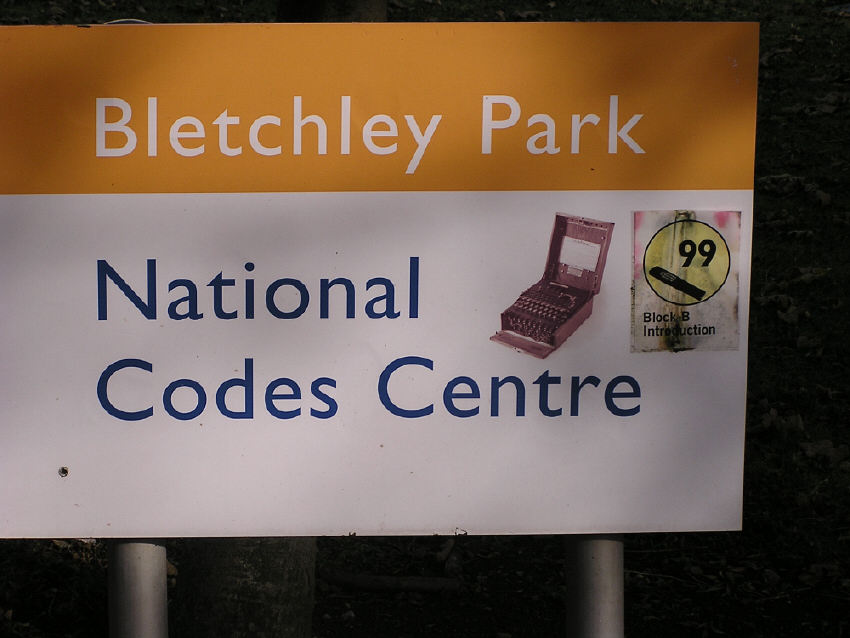 Bletchley Park
National
Codes Centre
99
Block B
Introduction